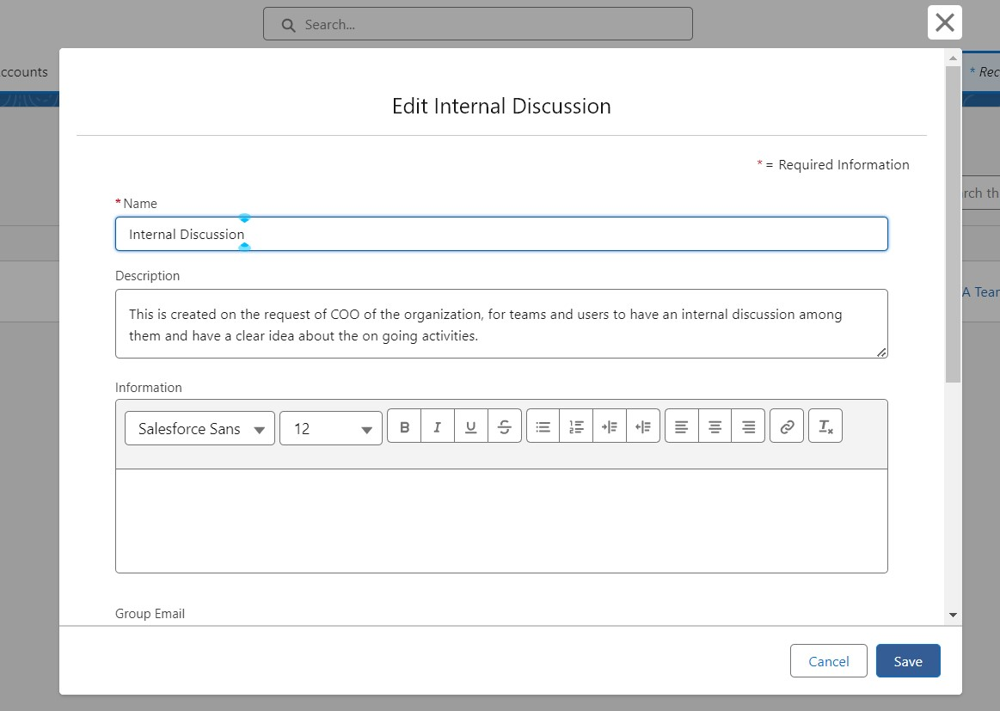 Search...
ccounts
* Rec
Edit Internal Discussion
* = Required Information
rch th
* Name
Internal Discussion
Description
A Tear
This is created on the request of COO of the organization, for teams and users to have an internal discussion among
them and have a clear idea about the on going activities.
Information
Salesforce Sans
12
B I U S
Group Email
Cancel
Save